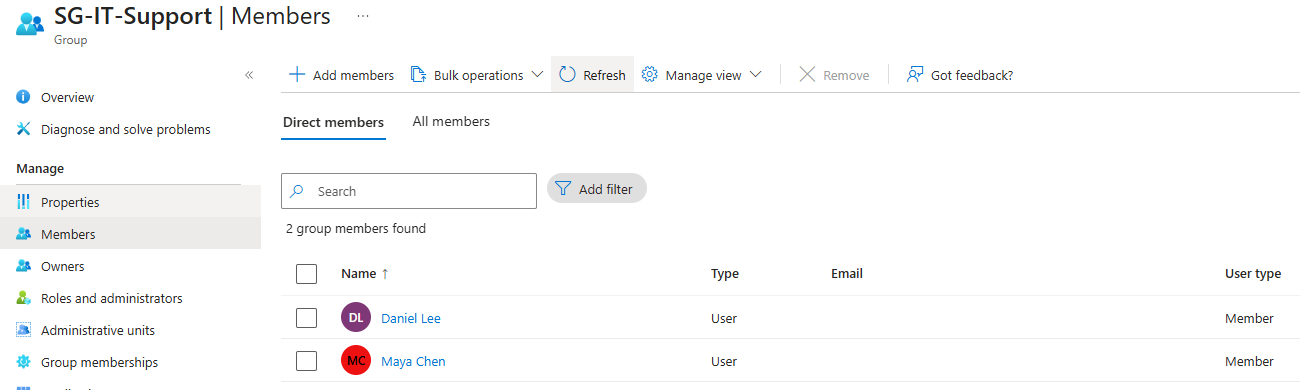 SG-IT-Support | Members ...
Group
«
Add members Bulk operations Refresh Manage view Remove Got feedback?
Overview
Diagnose and solve problems
Manage
Properties
Members
Owners
Roles and administrators
Administrative units
Group memberships
Direct members All members
Search Add filter
2 group members found
Name ↑ Type Email User type
DL Daniel Lee User Member
MC Maya Chen User Member